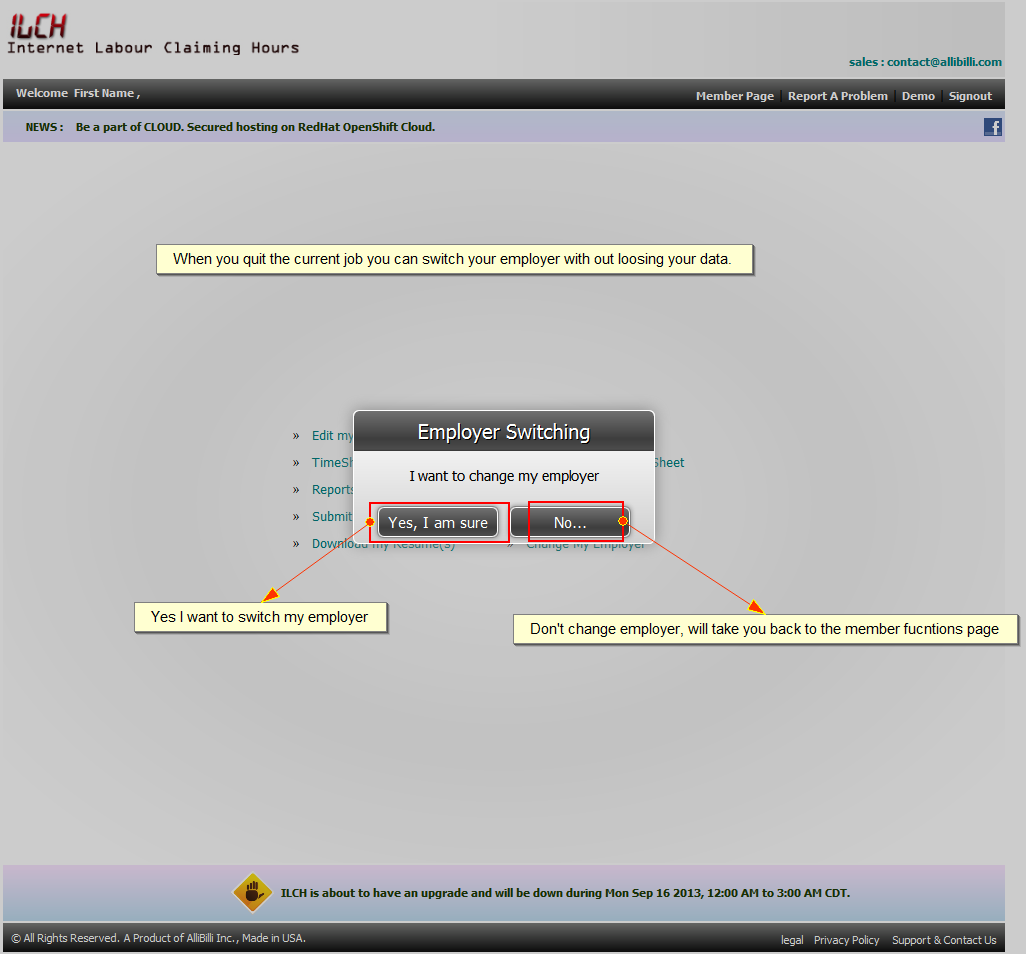 ILCH
Internet Labour Claiming Hours
sales : contact@allibilli.com
Welcome First Name ,
Member Page | Report A Problem | Demo | Signout
NEWS : Be a part of CLOUD. Secured hosting on RedHat OpenShift Cloud.
When you quit the current job you can switch your employer with out loosing your data.
Employer Switching
I want to change my employer
Yes, I am sure
No...
» Edit my
» TimeSh
heet
» Reports
» Submit
» Download my Resume(s)
» Change My Employer
Yes I want to switch my employer
Don't change employer, will take you back to the member fucntions page
ILCH is about to have an upgrade and will be down during Mon Sep 16 2013, 12:00 AM to 3:00 AM CDT.
© All Rights Reserved. A Product of AlliBilli Inc., Made in USA.
legal Privacy Policy Support & Contact Us